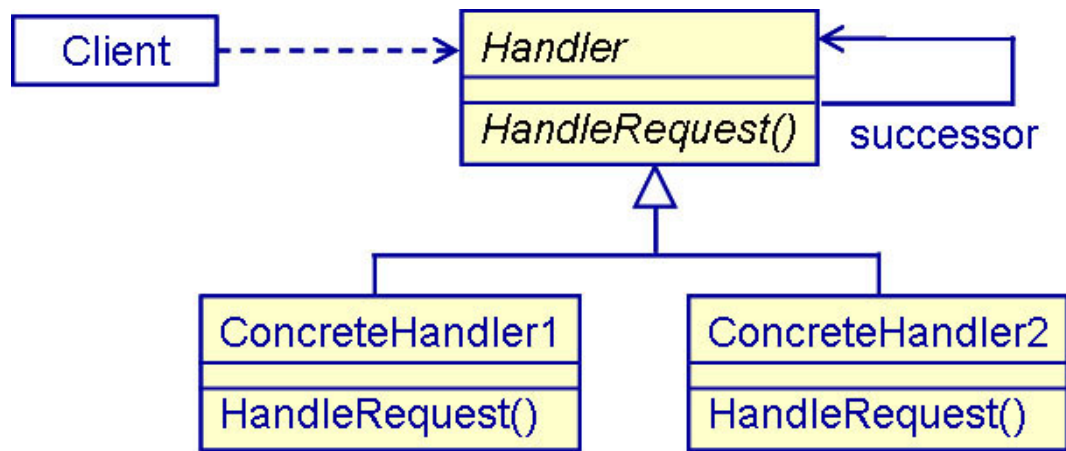 Client
Handler
HandleRequest()
successor
ConcreteHandler1
HandleRequest()
ConcreteHandler2
HandleRequest()